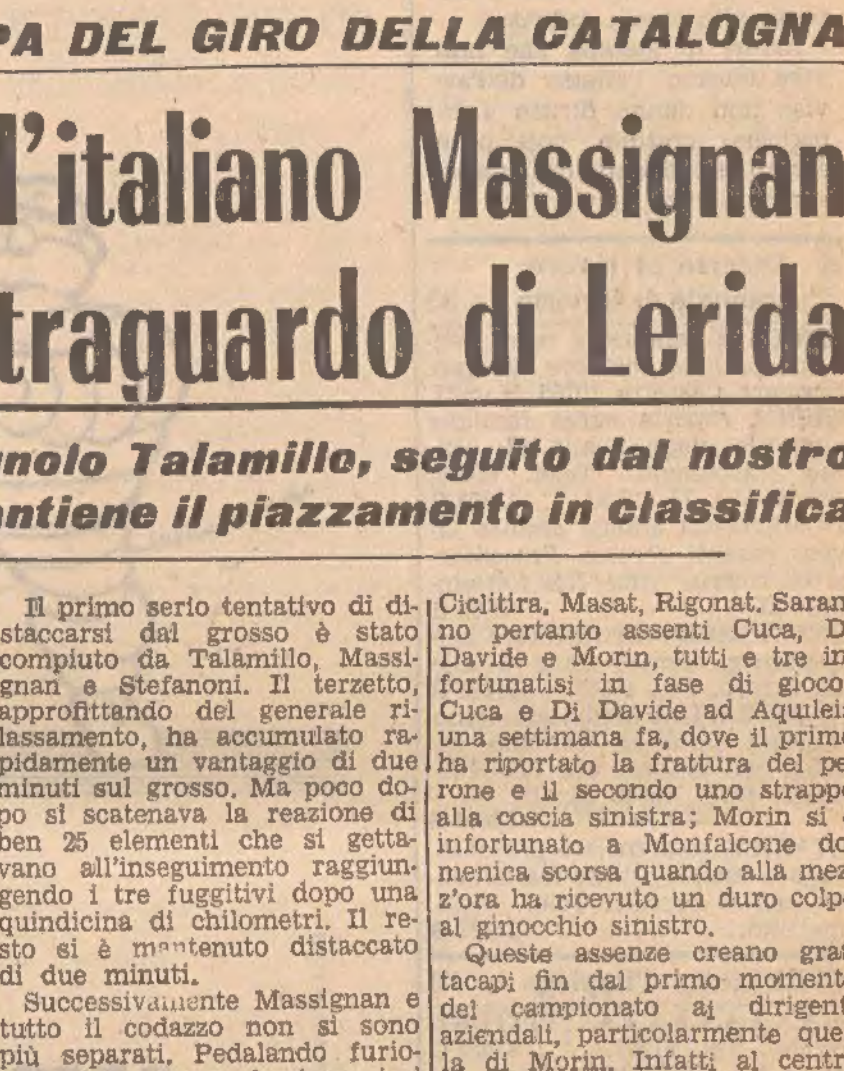 PA DEL GIRO DELLA CATALOGNA
l'italiano Massignan
traguardo di Lerida
gnolo Talamillo, seguito dal nostro
antiene il piazzamento in classifica
Il primo serio tentativo di di-
staccarsi dal grosso è stato
compiuto da Talamillo, Massi-
gnan e Stefanoni. Il terzetto,
approfittando del generale ri-
lassamento, ha accumulato ra-
pidamente un vantaggio di due
minuti sul grosso. Ma poco do-
po si scatenava la reazione di
ben 25 elementi che si getta-
vano all'inseguimento raggiun-
gendo i tre fuggitivi dopo una
quindicina di chilometri. Il re-
sto si è mantenuto distaccato
di due minuti.
Successivamente Massignan e
tutto il codazzo non si sono
più separati. Pedalando furio-
Ciclitira, Masat, Rigonat. Saran
no pertanto assenti Cuca, D
Davide e Morin, tutti e tre in
fortunatisi in fase di gioco
Cuca e Di Davide ad Aquilei
una settimana fa, dove il prim
ha riportato la frattura del pe
rone e il secondo uno strapp
alla coscia sinistra; Morin si
infortunato a Monfalcone do
menica scorsa quando alla mez
z'ora ha ricevuto un duro colp
al ginocchio sinistro.
Queste assenze creano grat
tacapi fin dal primo moment
del campionato ai dirigent
aziendali, particolarmente quel
la di Morin. Infatti al centr